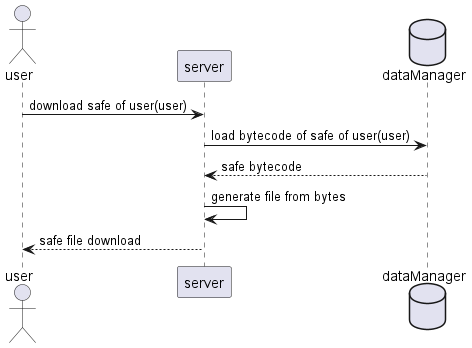 user
server
dataManager
download safe of user(user)
load bytecode of safe of user(user)
safe bytecode
generate file from bytes
safe file download
user
server
dataManager